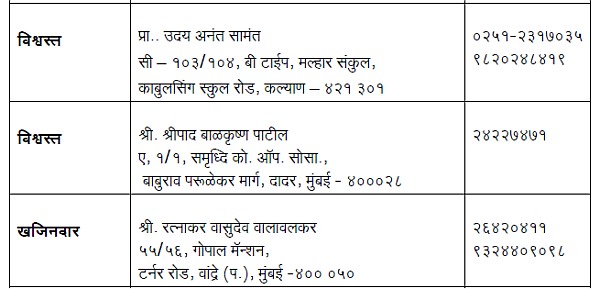 विश्वस्त
प्रा.. उदय अनंत सामंत
सी – १०३/१०४, बी टाईप, मल्हार संकुल,
काबुलसिंग स्कुल रोड, कल्याण – ४२१ ३०१
०२५१-२३१७०३५
९८२०२४८४१९
विश्वस्त
श्री. श्रीपाद बाळकृष्ण पाटील
ए, १/१, समृध्दि को. ऑप. सोसा.,
बाबुराव परूळेकर मार्ग, दादर, मुंबई - ४०००२८
२४२२७४७१
खजिनदार
श्री. रत्नाकर वासुदेव वालावलकर
५५/५६, गोपाल मॅन्शन,
टर्नर रोड, वांद्रे (प.), मुंबई -४०० ०५०
२६४२०४११
९३२४४०९०९८